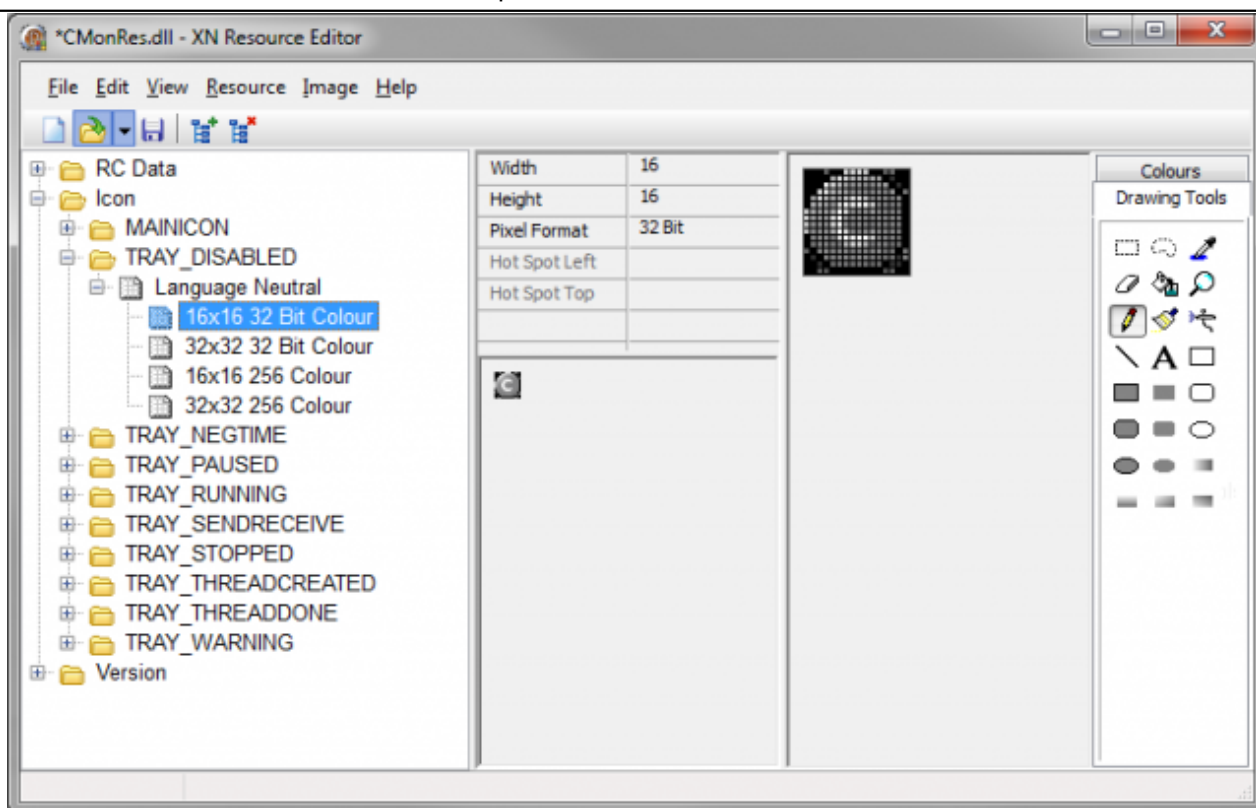 *CMonRes.dll - XN Resource Editor
File Edit View Resource Image Help
RC Data
Icon
MAINICON
TRAY_DISABLED
Language Neutral
16x16 32 Bit Colour
32x32 32 Bit Colour
16x16 256 Colour
32x32 256 Colour
TRAY_NEGTIME
TRAY_PAUSED
TRAY_RUNNING
TRAY_SENDRECEIVE
TRAY_STOPPED
TRAY_THREADCREATED
TRAY_THREADDONE
TRAY_WARNING
Version
Width 16
Height 16
Pixel Format 32 Bit
Hot Spot Left
Hot Spot Top
C
C
Colours
Drawing Tools
A